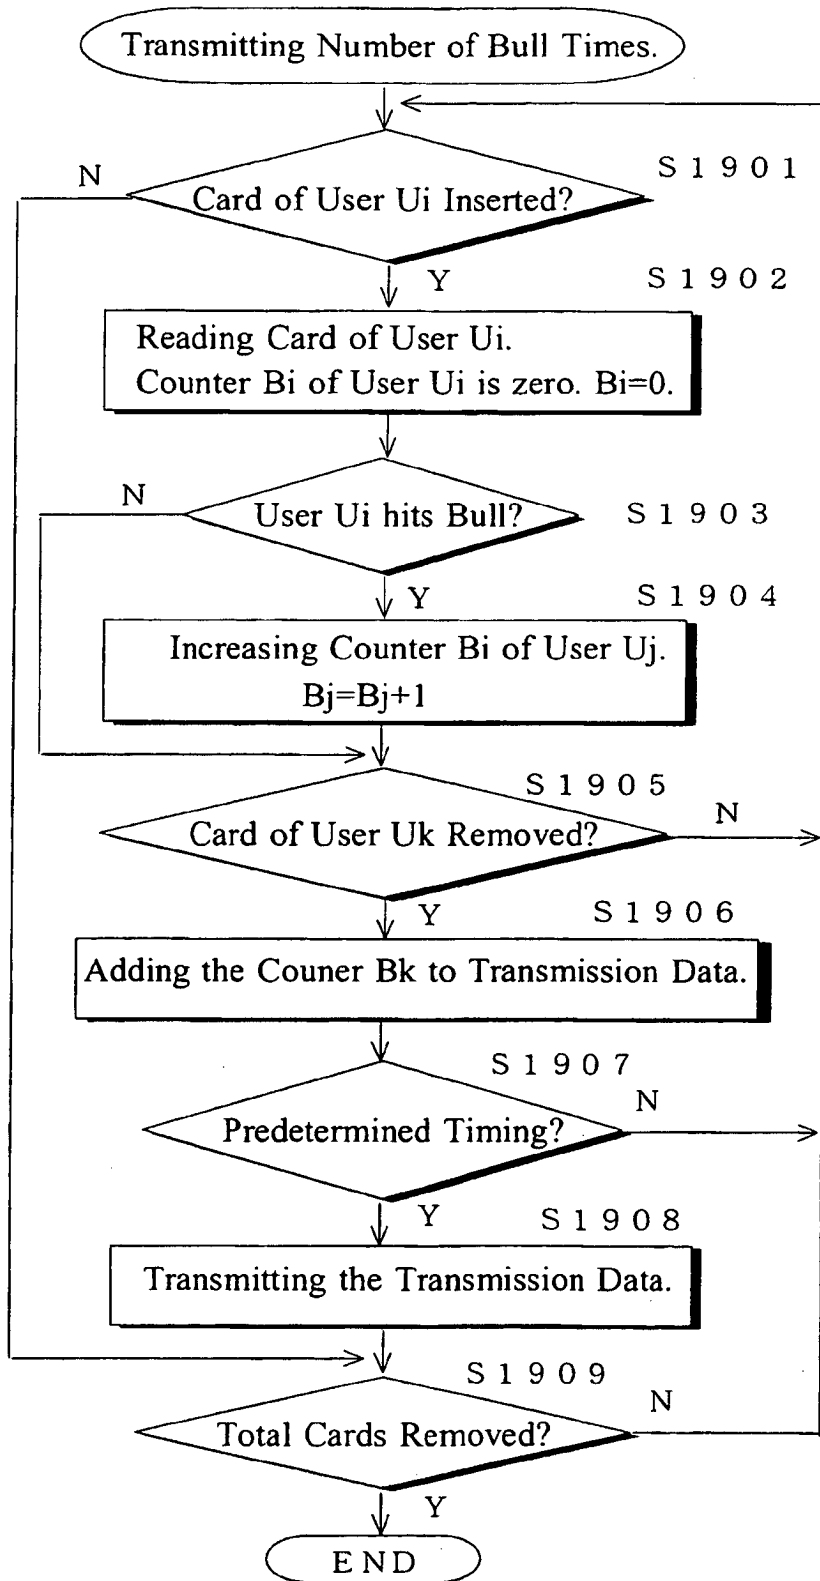 Transmitting Number of Bull Times.
S1901
N
Card of User Ui Inserted?
Y
S1902
Reading Card of User Ui.
Counter Bi of User Ui is zero. Bi=0.
N
User Ui hits Bull?
S1903
Y
S1904
Increasing Counter Bi of User Uj.
Bj=Bj+1
S1905
Card of User Uk Removed?
N
Y
S1906
Adding the Couner Bk to Transmission Data.
S1907
Predetermined Timing?
N
Y
S1908
Transmitting the Transmission Data.
S1909
Total Cards Removed?
N
Y
END